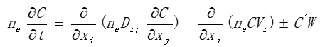 n_e ∂C/∂t = ∂/∂x_i (n_e D_ij ∂C/∂x_j) ∂/∂x_i (n_e C V_i) ± C'W